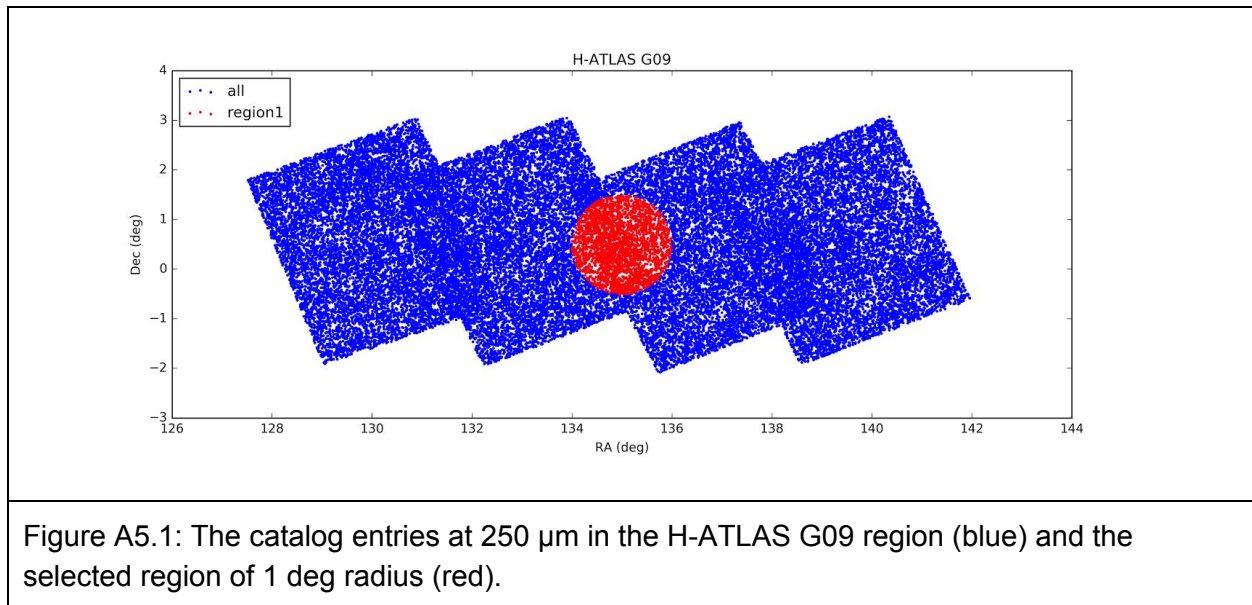 H-ATLAS G09
all
region1
4
3
2
1
0
−1
−2
−3
Dec (deg)
126 128 130 132 134 136 138 140 142 144
RA (deg)
Figure A5.1: The catalog entries at 250 μm in the H-ATLAS G09 region (blue) and the
selected region of 1 deg radius (red).